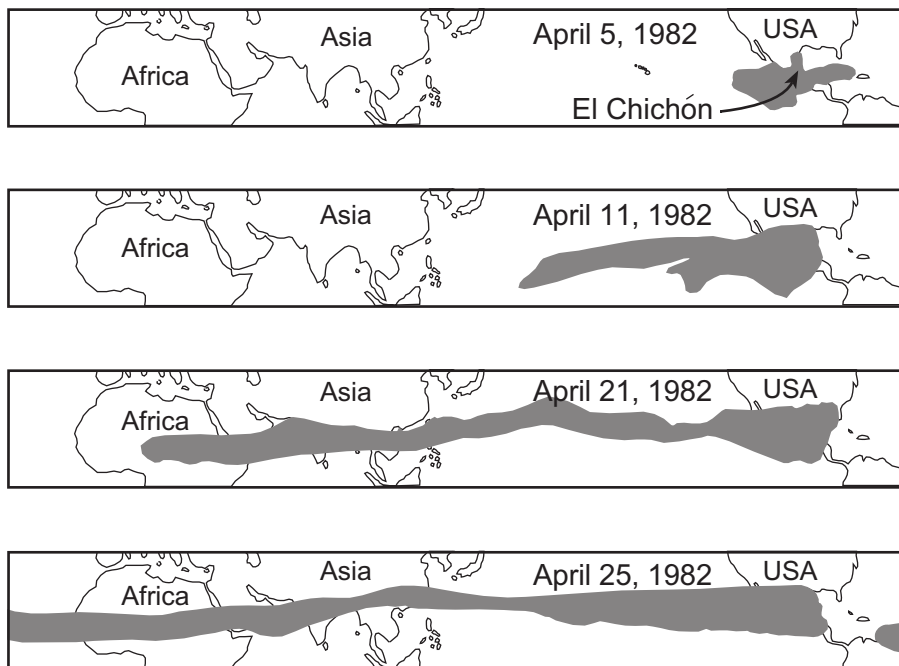 Africa
Asia
April 5, 1982
USA
El Chichón
Africa
Asia
April 11, 1982
USA
Africa
Asia
April 21, 1982
USA
Africa
Asia
April 25, 1982
USA